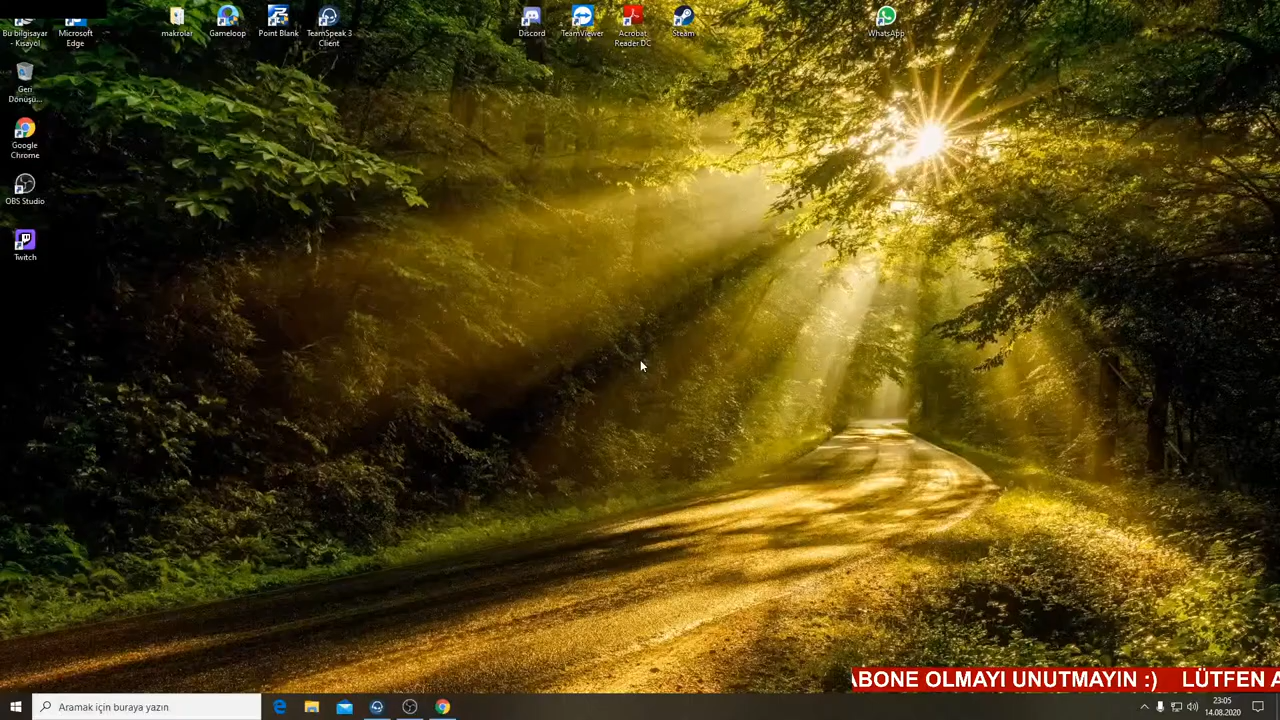 Bu bilgisayar
- Kısayol
Microsoft
Edge
makrolar
Gameloop
Point Blank
TeamSpeak 3
Client
Discord
TeamViewer
Acrobat
Reader DC
Steam
WhatsApp
Geri
Dönüşü...
Google
Chrome
OBS Studio
Twitch
ABONE OLMAYI UNUTMAYIN :) LÜTFEN A
Aramak için buraya yazın
23:05
14.08.2020